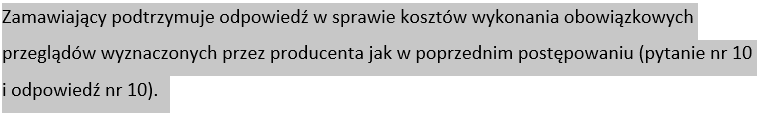 Zamawiający podtrzymuje odpowiedź w sprawie kosztów wykonania obowiązkowych
przeglądów wyznaczonych przez producenta jak w poprzednim postępowaniu (pytanie nr 10
i odpowiedź nr 10).